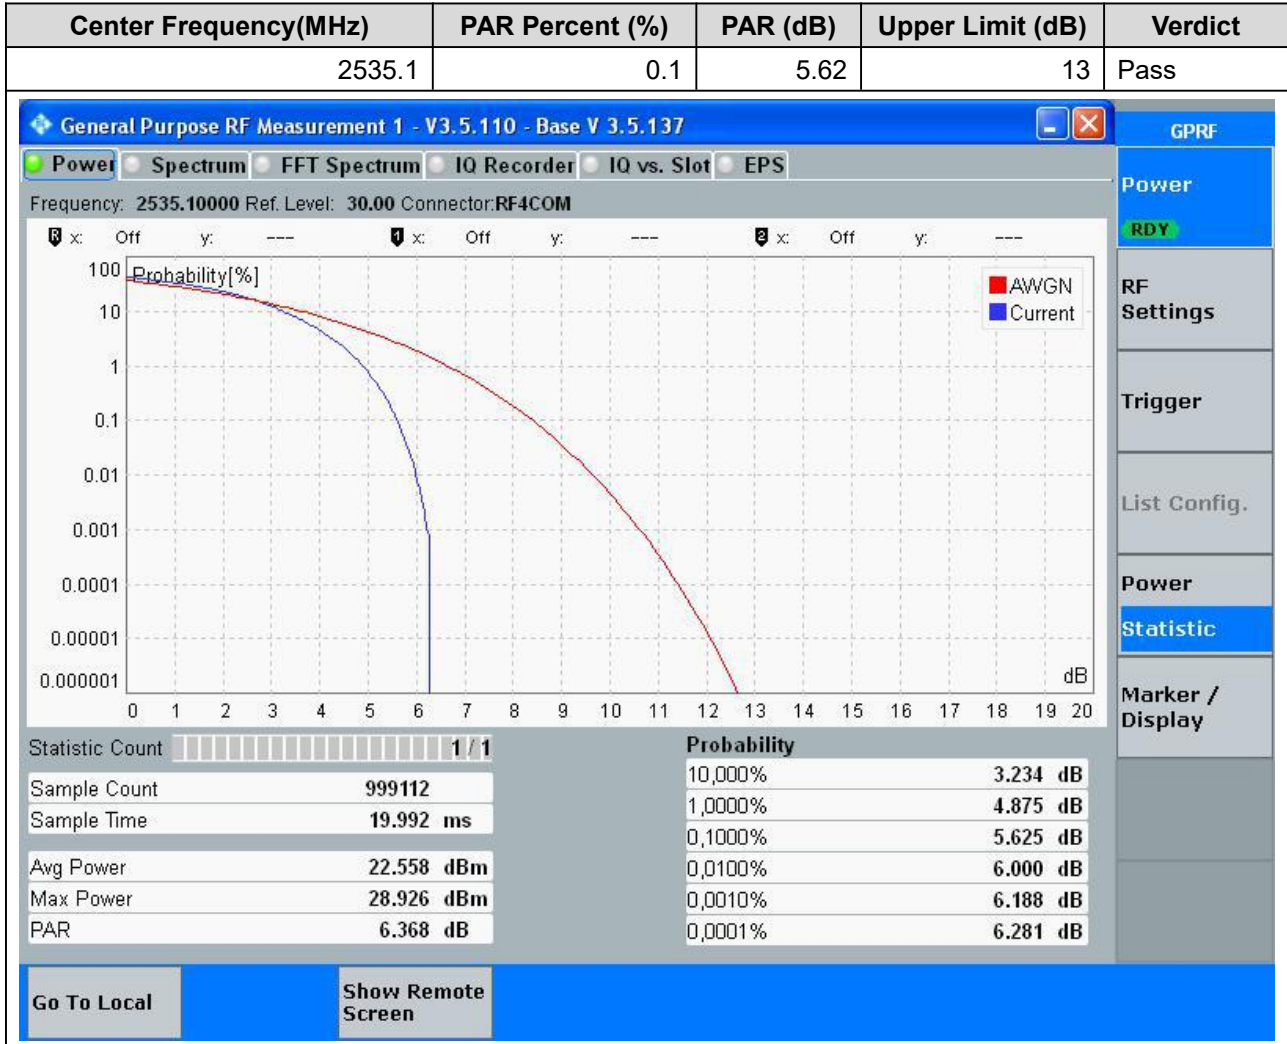 Center Frequency(MHz) PAR Percent (%) PAR (dB) Upper Limit (dB) Verdict
2535.1 0.1 5.62 13 Pass
General Purpose RF Measurement 1 - V3.5.110 - Base V 3.5.137
GPRF
Power Spectrum FFT Spectrum IQ Recorder IQ vs. Slot EPS
Frequency: 2535.10000 Ref. Level: 30.00 Connector:RF4COM
R x: Off y: --- 1 x: Off y: --- 2 x: Off y: ---
Probability[%]
AWGN
Current
100
10
1
0.1
0.01
0.001
0.0001
0.00001
0.000001
dB
0 1 2 3 4 5 6 7 8 9 10 11 12 13 14 15 16 17 18 19 20
Statistic Count 1 / 1
Sample Count 999112
Sample Time 19.992 ms
Avg Power 22.558 dBm
Max Power 28.926 dBm
PAR 6.368 dB
Probability
10,000% 3.234 dB
1,0000% 4.875 dB
0,1000% 5.625 dB
0,0100% 6.000 dB
0,0010% 6.188 dB
0,0001% 6.281 dB
Power
RDY
RF
Settings
Trigger
List Config.
Power
Statistic
Marker /
Display
Go To Local
Show Remote
Screen